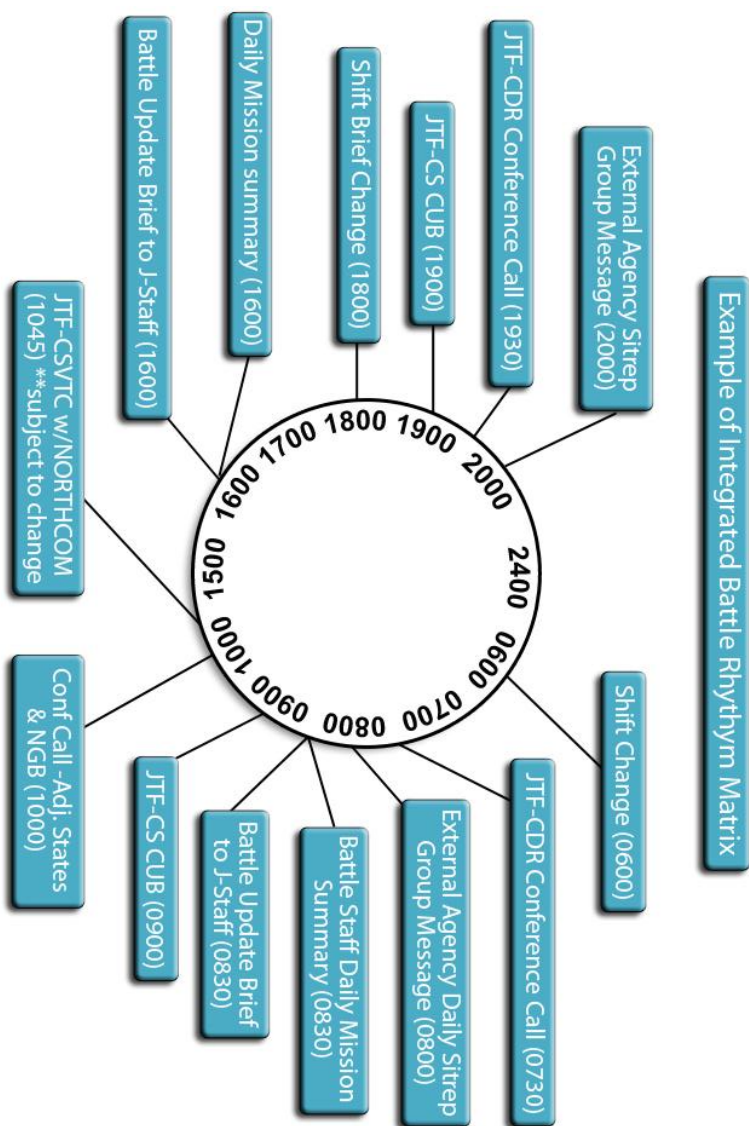 Example of Integrated Battle Rhythym Matrix
External Agency Sitrep
Group Message (2000)
JTF-CDR Conference Call (1930)
JTF-CS CUB (1900)
Shift Brief Change (1800)
Daily Mission summary (1600)
Battle Update Brief to J-Staff (1600)
Shift Change (0600)
JTF-CDR Conference Call (0730)
External Agency Daily Sitrep
Group Message (0800)
Battle Staff Daily Mission
Summary (0830)
Battle Update Brief
to J-Staff (0830)
JTF-CS CUB (0900)
Conf Call -Adj. States
& NGB (1000)
JTF-CSVTC w/NORTHCOM
(1045) **subject to change
2400
0600
0700
0800
0900
1000
1500
1600
1700
1800
1900
2000